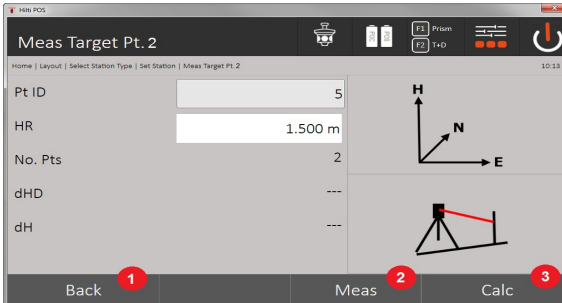 Hilti POS
Meas Target Pt. 2
POC
POS
F1 Prism
F2 T+D
Home | Layout | Select Station Type | Set Station | Meas Target Pt. 2
10:13
Pt ID 5
HR 1.500 m
No. Pts 2
dHD ---
dH ---
H
N
E
1
2
3
Back Meas Calc